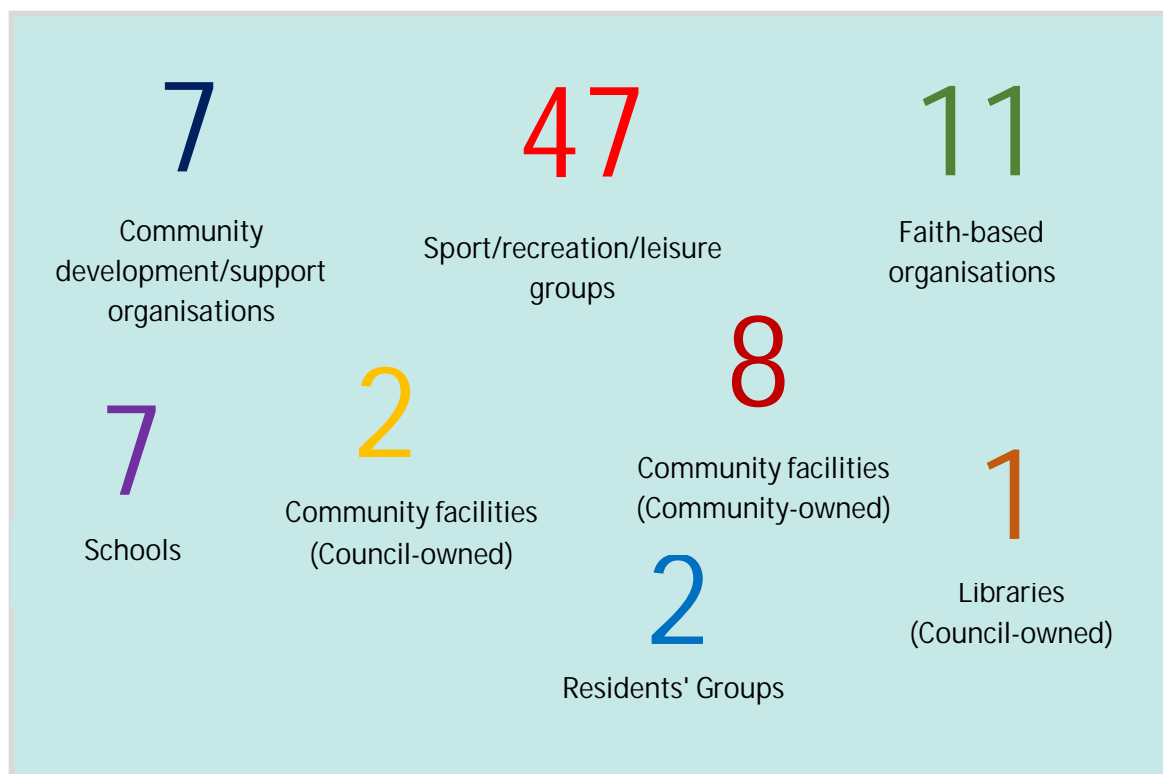 7
Community
development/support
organisations
47
Sport/recreation/leisure
groups
11
Faith-based
organisations
7
Schools
2
Community facilities
(Council-owned)
8
Community facilities
(Community-owned)
1
Libraries
(Council-owned)
2
Residents' Groups